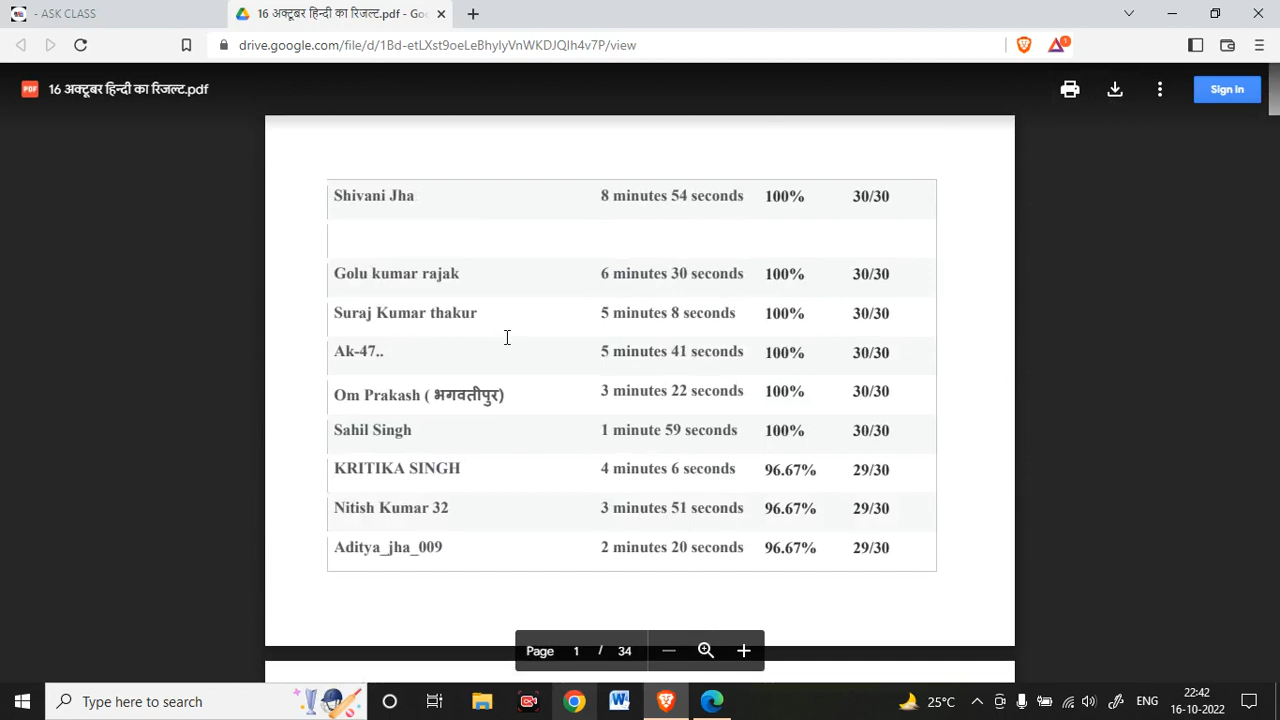 - ASK CLASS
16 अक्टूबर हिन्दी का रिजल्ट.pdf - Goo
drive.google.com/file/d/1Bd-etLXst9oeLeBhyIyVnWKDJQIh4v7P/view
1
PDF 16 अक्टूबर हिन्दी का रिजल्ट.pdf
Sign in
Shivani Jha 8 minutes 54 seconds 100% 30/30
Golu kumar rajak 6 minutes 30 seconds 100% 30/30
Suraj Kumar thakur 5 minutes 8 seconds 100% 30/30
Ak-47.. 5 minutes 41 seconds 100% 30/30
Om Prakash ( भगवतीपुर) 3 minutes 22 seconds 100% 30/30
Sahil Singh 1 minute 59 seconds 100% 30/30
KRITIKA SINGH 4 minutes 6 seconds 96.67% 29/30
Nitish Kumar 32 3 minutes 51 seconds 96.67% 29/30
Aditya_jha_009 2 minutes 20 seconds 96.67% 29/30
Page 1 / 34
Type here to search
25°C
ENG
22:42
16-10-2022